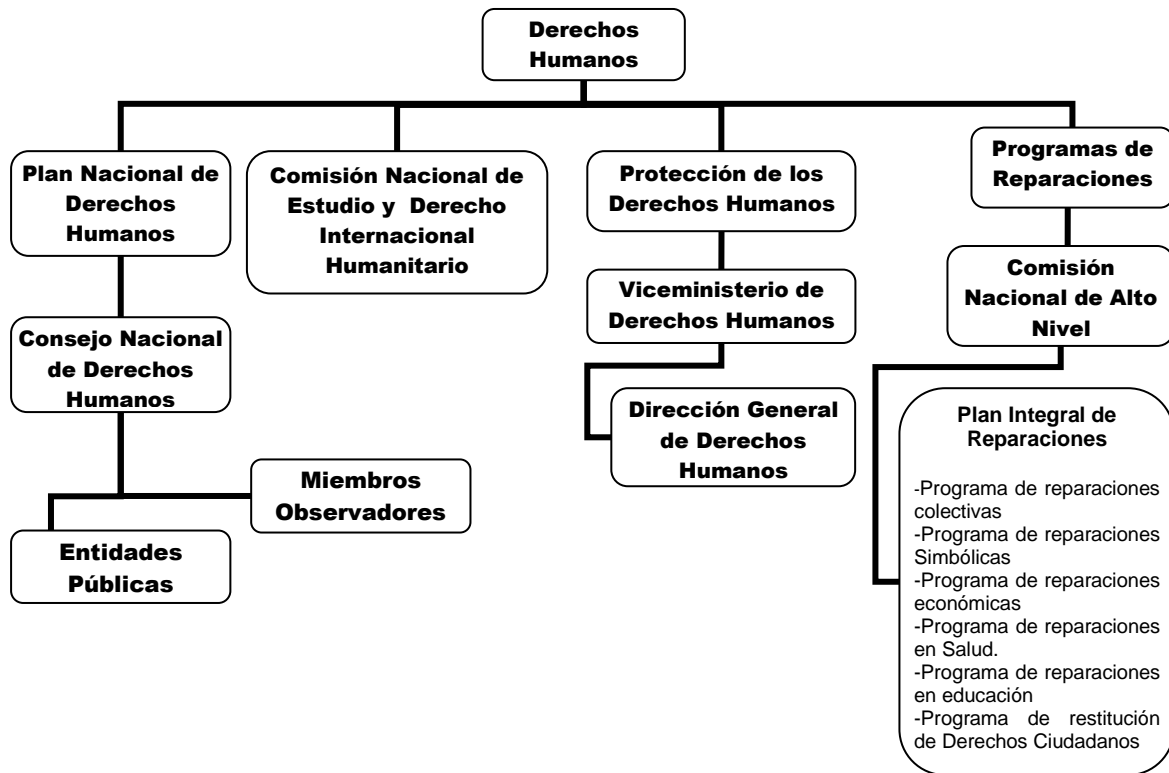 Derechos
Humanos
Plan Nacional de
Derechos
Humanos
Comisión Nacional de
Estudio y Derecho
Internacional
Humanitario
Protección de los
Derechos Humanos
Programas de
Reparaciones
Consejo Nacional
de Derechos
Humanos
Viceministerio de
Derechos Humanos
Comisión
Nacional de Alto
Nivel
Miembros
Observadores
Entidades
Públicas
Dirección General
de Derechos
Humanos
Plan Integral de
Reparaciones
-Programa de reparaciones
colectivas
-Programa de reparaciones
Simbólicas
-Programa de reparaciones
económicas
-Programa de reparaciones
en Salud.
-Programa de reparaciones
en educación
-Programa de restitución
de Derechos Ciudadanos